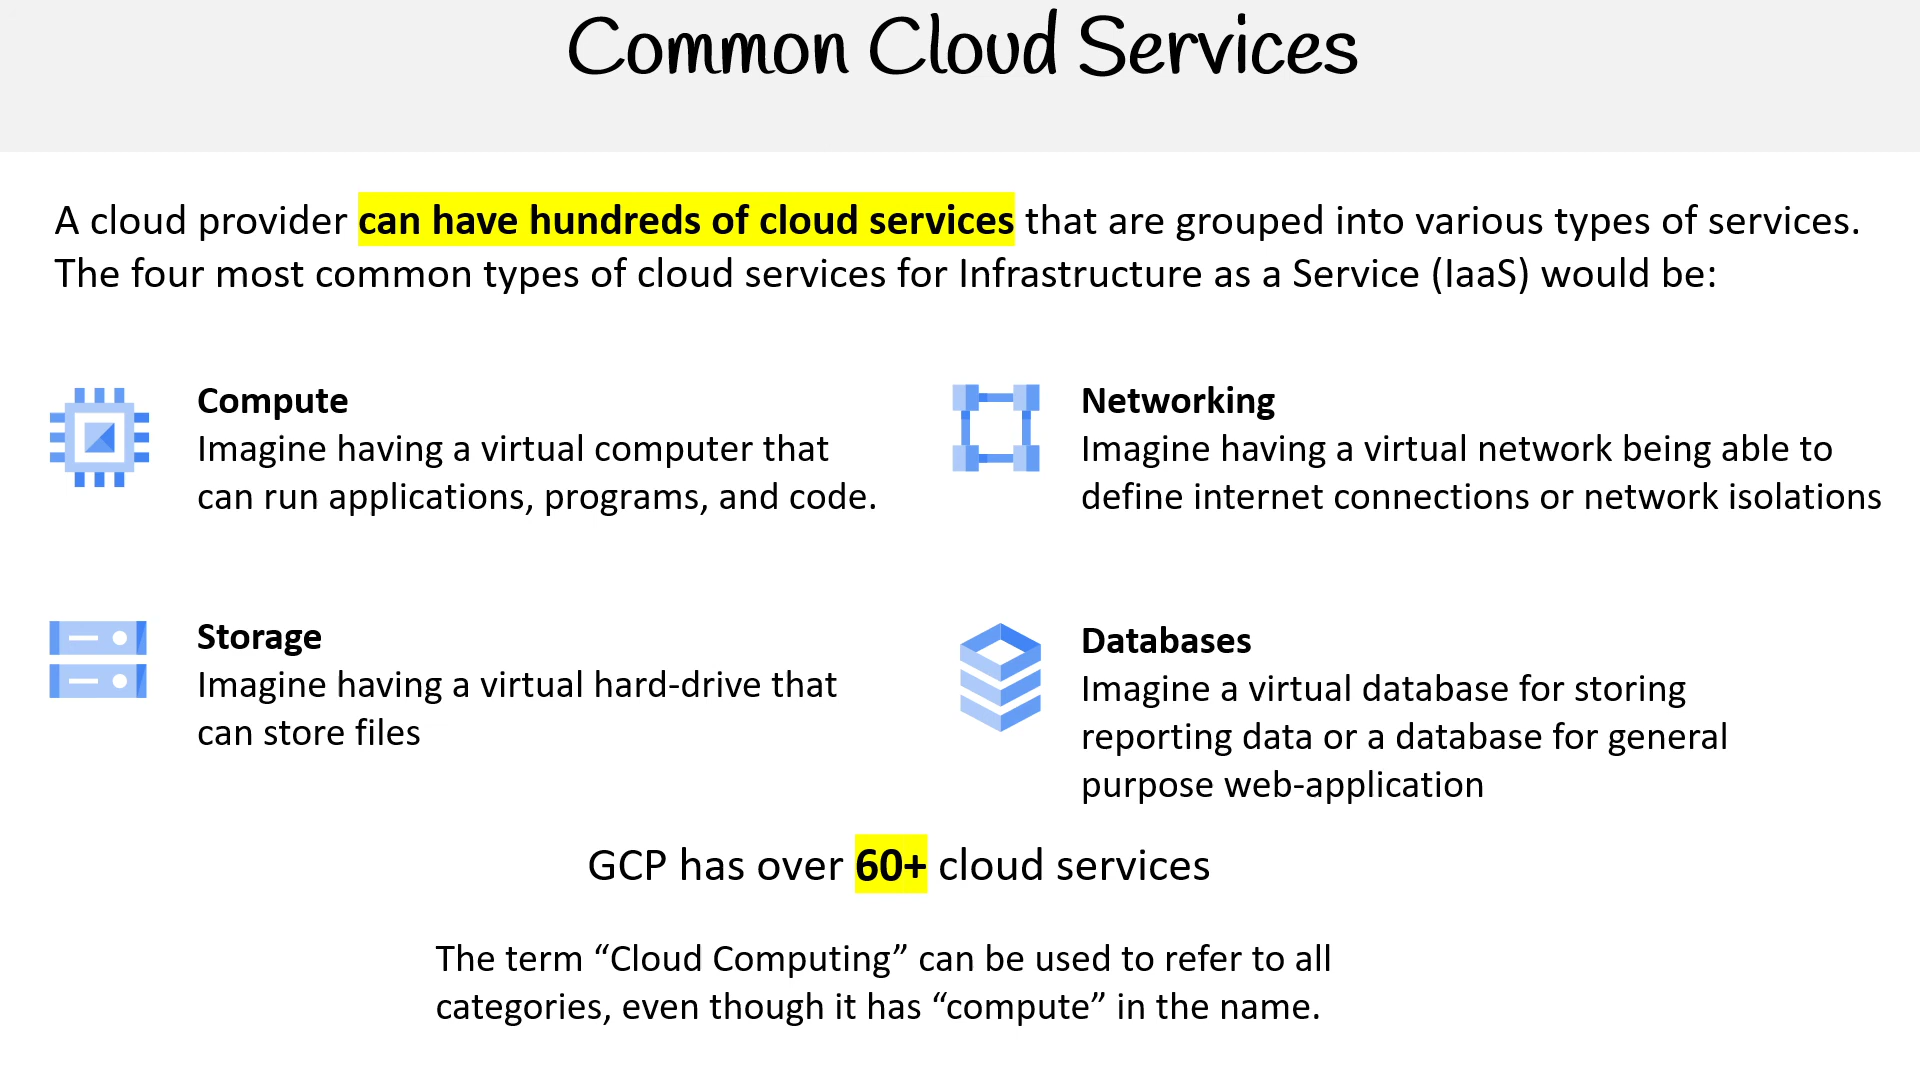 Common Cloud Services
A cloud provider can have hundreds of cloud services that are grouped into various types of services.
The four most common types of cloud services for Infrastructure as a Service (IaaS) would be:
Compute
Imagine having a virtual computer that
can run applications, programs, and code.
Networking
Imagine having a virtual network being able to
define internet connections or network isolations
Storage
Imagine having a virtual hard-drive that
can store files
Databases
Imagine a virtual database for storing
reporting data or a database for general
purpose web-application
GCP has over 60+ cloud services
The term “Cloud Computing” can be used to refer to all
categories, even though it has “compute” in the name.